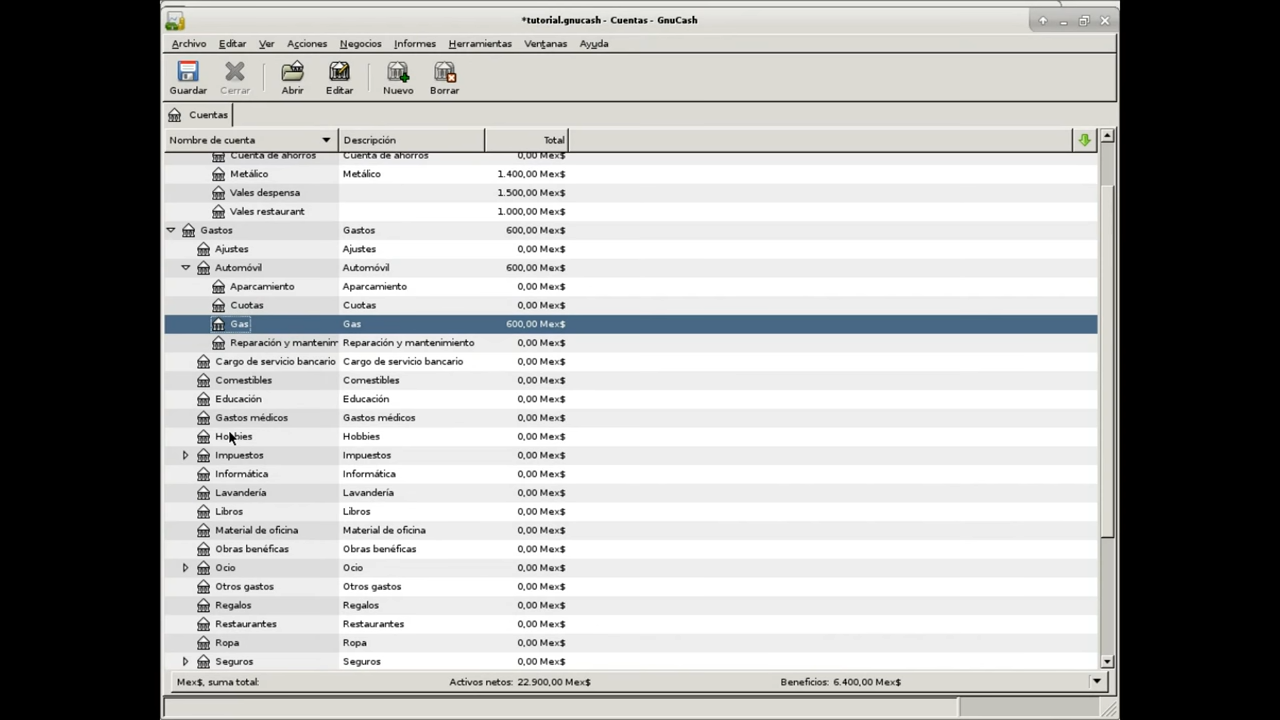 *tutorial.gnucash - Cuentas - GnuCash
Archivo Editar Ver Acciones Negocios Informes Herramientas Ventanas Ayuda
Guardar Cerrar Abrir Editar Nuevo Borrar
Cuentas
Nombre de cuenta Descripción Total
Cuenta de ahorros Cuenta de ahorros 0,00 Mex$
Metálico Metálico 1.400,00 Mex$
Vales despensa 1.500,00 Mex$
Vales restaurant 1.000,00 Mex$
Gastos Gastos 600,00 Mex$
Ajustes Ajustes 0,00 Mex$
Automóvil Automóvil 600,00 Mex$
Aparcamiento Aparcamiento 0,00 Mex$
Cuotas Cuotas 0,00 Mex$
Gas Gas 600,00 Mex$
Reparación y mantenim Reparación y mantenimiento 0,00 Mex$
Cargo de servicio bancario Cargo de servicio bancario 0,00 Mex$
Comestibles Comestibles 0,00 Mex$
Educación Educación 0,00 Mex$
Gastos médicos Gastos médicos 0,00 Mex$
Hobbies Hobbies 0,00 Mex$
Impuestos Impuestos 0,00 Mex$
Informática Informática 0,00 Mex$
Lavandería Lavandería 0,00 Mex$
Libros Libros 0,00 Mex$
Material de oficina Material de oficina 0,00 Mex$
Obras benéficas Obras benéficas 0,00 Mex$
Ocio Ocio 0,00 Mex$
Otros gastos Otros gastos 0,00 Mex$
Regalos Regalos 0,00 Mex$
Restaurantes Restaurantes 0,00 Mex$
Ropa Ropa 0,00 Mex$
Seguros Seguros 0,00 Mex$
Mex$, suma total: Activos netos: 22.900,00 Mex$ Beneficios: 6.400,00 Mex$